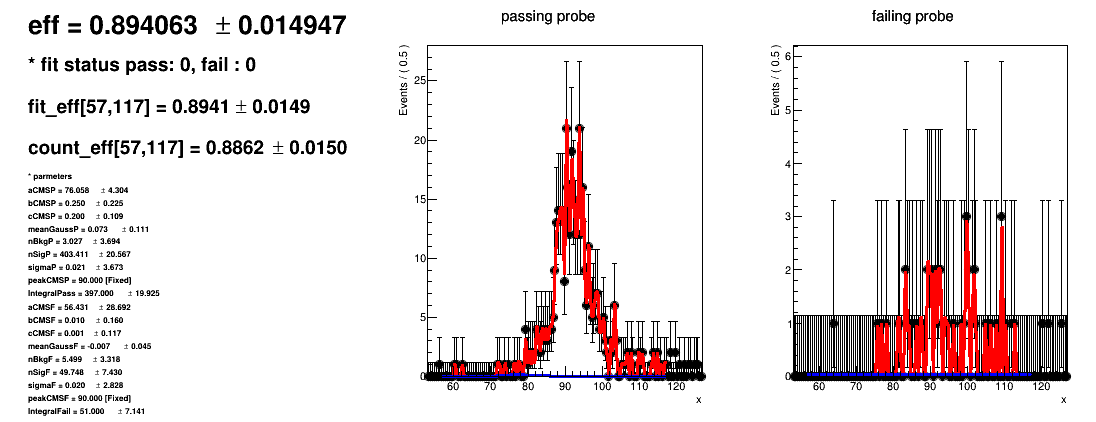 eff = 0.894063 ± 0.014947
* fit status pass: 0, fail : 0
fit_eff[57,117] = 0.8941 ± 0.0149
count_eff[57,117] = 0.8862 ± 0.0150
* parmeters
aCMSP = 76.058 ± 4.304
bCMSP = 0.250 ± 0.225
cCMSP = 0.200 ± 0.109
meanGaussP = 0.073 ± 0.111
nBkgP = 3.027 ± 3.694
nSigP = 403.411 ± 20.567
sigmaP = 0.021 ± 3.673
peakCMSP = 90.000 [Fixed]
IntegralPass = 397.000 ± 19.925
aCMSF = 56.431 ± 28.692
bCMSF = 0.010 ± 0.160
cCMSF = 0.001 ± 0.117
meanGaussF = -0.007 ± 0.045
nBkgF = 5.499 ± 3.318
nSigF = 49.748 ± 7.430
sigmaF = 0.020 ± 2.828
peakCMSF = 90.000 [Fixed]
IntegralFail = 51.000 ± 7.141
passing probe
Events / ( 0.5 )
25
20
15
10
5
0
60 70 80 90 100 110 120
x
failing probe
Events / ( 0.5 )
6
5
4
3
2
1
0
60 70 80 90 100 110 120
x